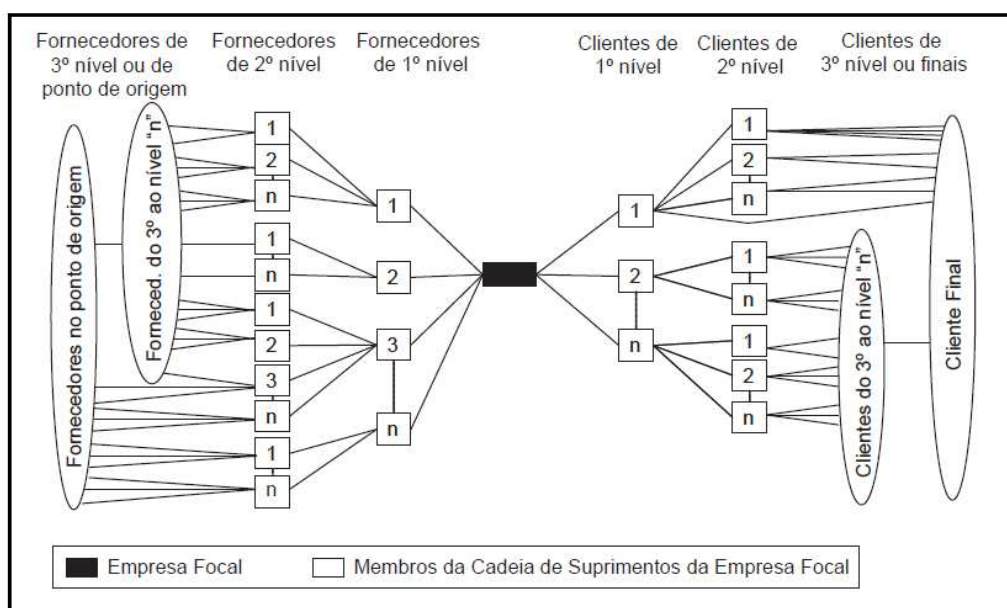 Fornecedores de
3º nível ou de
ponto de origem
Fornecedores
de 2º nível
Fornecedores
de 1º nível
Clientes de
1º nível
Clientes de
2º nível
Clientes de
3º nível ou finais
Fornecedores no ponto de origem
Forneced. do 3º ao nível “n”
1
2
n
1
n
1
2
3
n
1
n
1
2
3
n
1
2
n
1
2
n
1
n
1
2
n
Clientes do 3º ao nível “n”
Cliente Final
Empresa Focal
Membros da Cadeia de Suprimentos da Empresa Focal